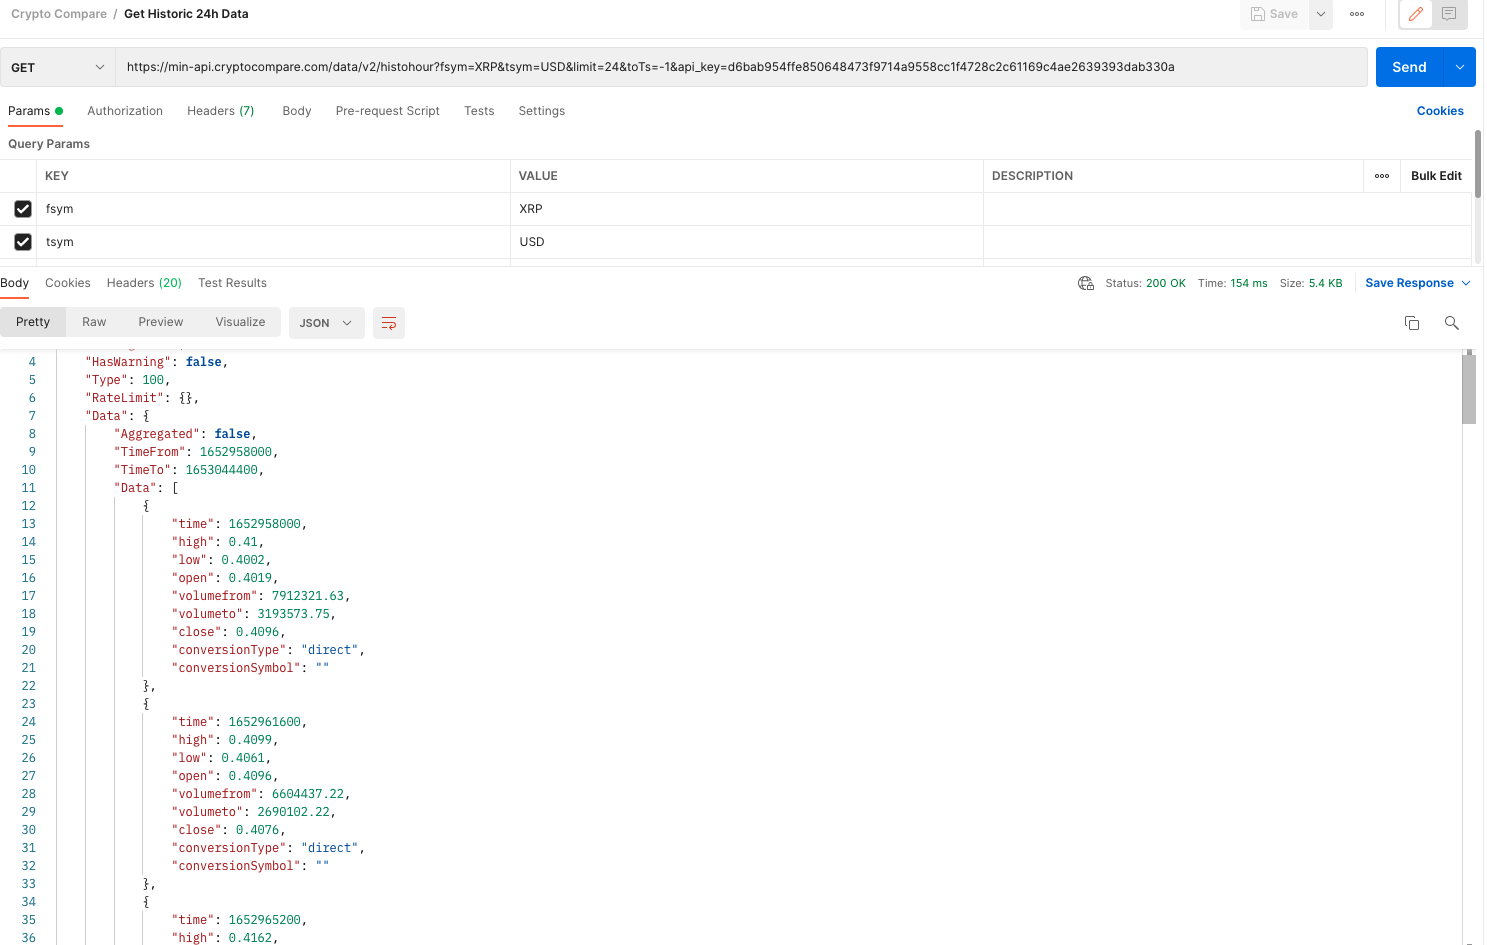 Crypto Compare / Get Historic 24h Data
Save
GET
https://min-api.cryptocompare.com/data/v2/histohour?fsym=XRP&tsym=USD&limit=24&toTs=-1&api_key=d6bab954ffe850648473f9714a9558cc1f4728c2c61169c4ae2639393dab330a
Send
Params Authorization Headers (7) Body Pre-request Script Tests Settings Cookies
Query Params
KEY VALUE DESCRIPTION Bulk Edit
fsym XRP
tsym USD
Body Cookies Headers (20) Test Results Status: 200 OK Time: 154 ms Size: 5.4 KB Save Response
Pretty Raw Preview Visualize JSON
4 "HasWarning": false,
5 "Type": 100,
6 "RateLimit": {},
7 "Data": {
8 "Aggregated": false,
9 "TimeFrom": 1652958000,
10 "TimeTo": 1653044400,
11 "Data": [
12 {
13 "time": 1652958000,
14 "high": 0.41,
15 "low": 0.4002,
16 "open": 0.4019,
17 "volumefrom": 7912321.63,
18 "volumeto": 3193573.75,
19 "close": 0.4096,
20 "conversionType": "direct",
21 "conversionSymbol": ""
22 },
23 {
24 "time": 1652961600,
25 "high": 0.4099,
26 "low": 0.4061,
27 "open": 0.4096,
28 "volumefrom": 6604437.22,
29 "volumeto": 2690102.22,
30 "close": 0.4076,
31 "conversionType": "direct",
32 "conversionSymbol": ""
33 },
34 {
35 "time": 1652965200,
36 "high": 0.4162,